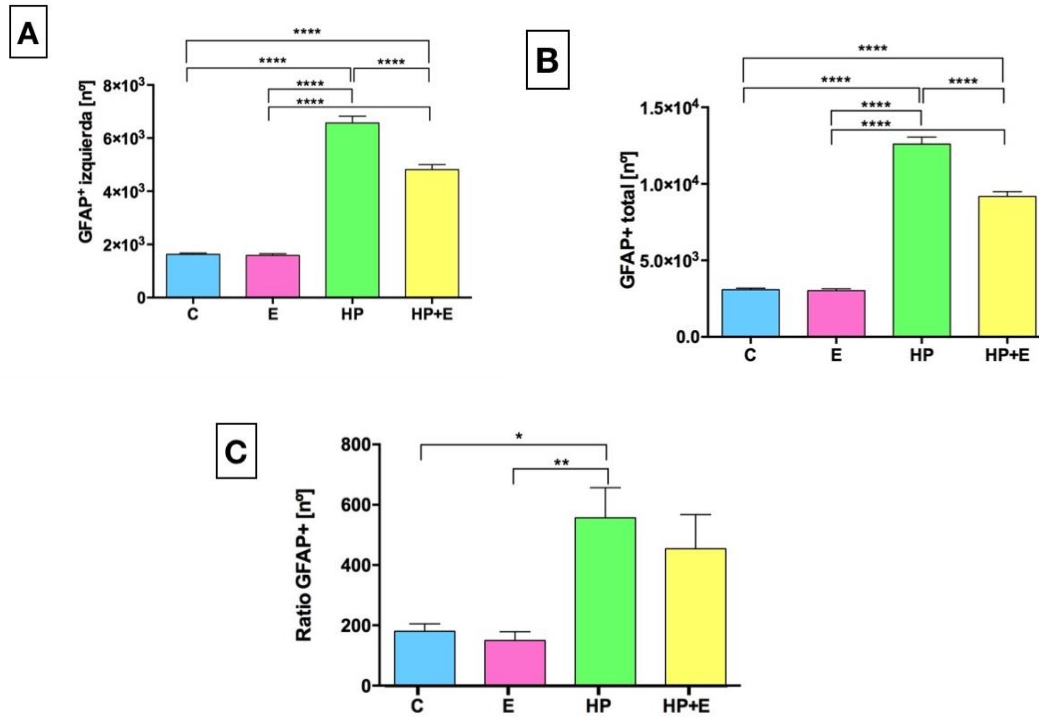 A
****
**** ****
****
****
GFAP⁺ izquierda [nº]
8×10³
6×10³
4×10³
2×10³
0
C E HP HP+E
B
****
**** ****
****
****
GFAP+ total [nº]
1.5×10⁴
1.0×10⁴
5.0×10³
0.0
C E HP HP+E
C
*
**
Ratio GFAP+ [nº]
800
600
400
200
0
C E HP HP+E